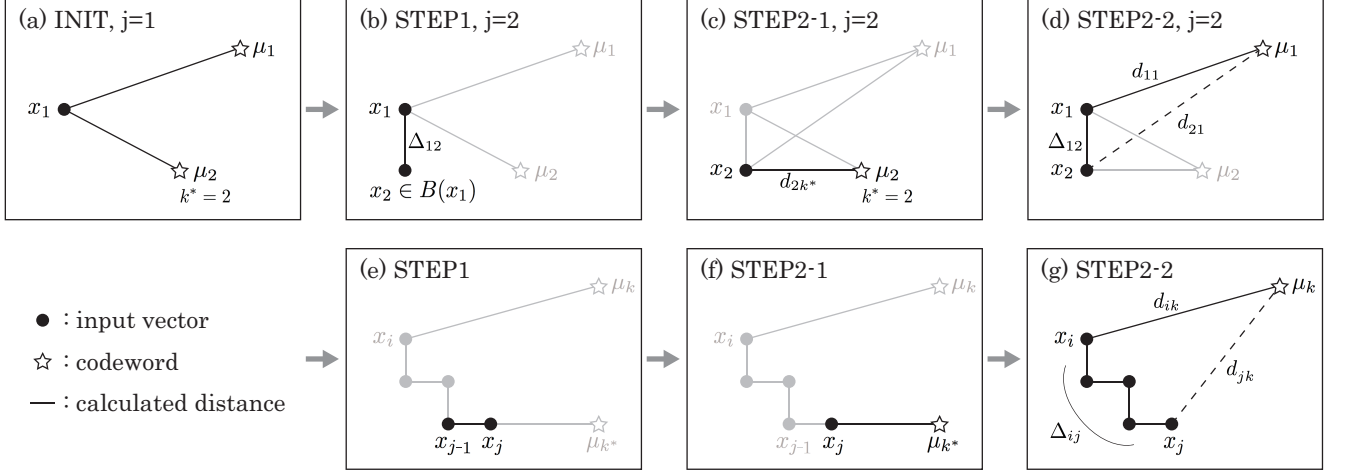 (a) INIT, j=1
x₁
μ₁
μ₂
k* = 2
(b) STEP1, j=2
μ₁
x₁
Δ₁₂
μ₂
x₂ ∈ B(x₁)
(c) STEP2-1, j=2
μ₁
x₁
x₂
d₂ₖ*
μ₂
k* = 2
(d) STEP2-2, j=2
μ₁
d₁₁
x₁
Δ₁₂
d₂₁
x₂
μ₂
: input vector
: codeword
: calculated distance
(e) STEP1
μₖ
xᵢ
xⱼ₋₁ xⱼ
μₖ*
(f) STEP2-1
μₖ
xᵢ
xⱼ₋₁ xⱼ
μₖ*
(g) STEP2-2
μₖ
dᵢₖ
xᵢ
dⱼₖ
Δᵢⱼ
xⱼ